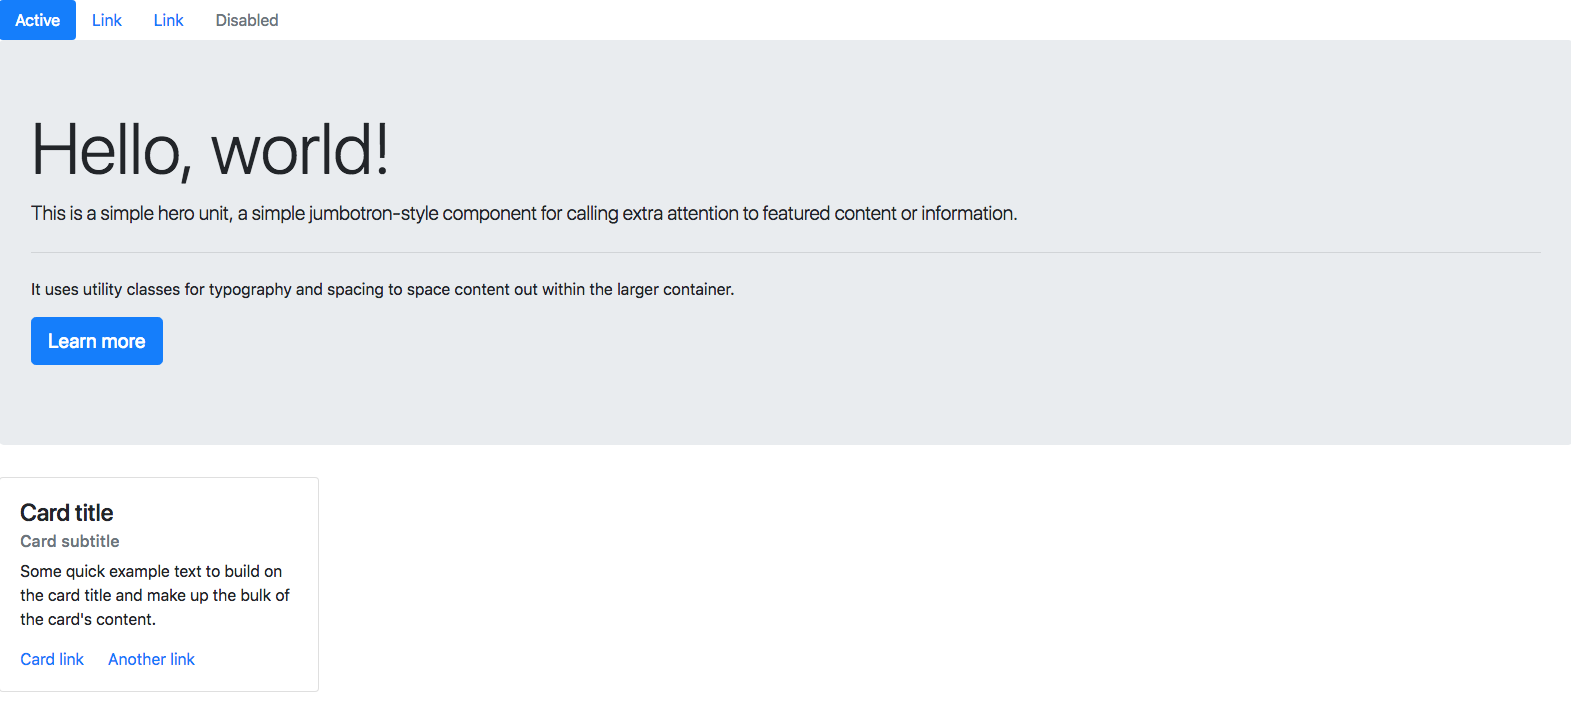 Active Link Link Disabled
Hello, world!
This is a simple hero unit, a simple jumbotron-style component for calling extra attention to featured content or information.
It uses utility classes for typography and spacing to space content out within the larger container.
Learn more
Card title
Card subtitle
Some quick example text to build on
the card title and make up the bulk of
the card's content.
Card link Another link